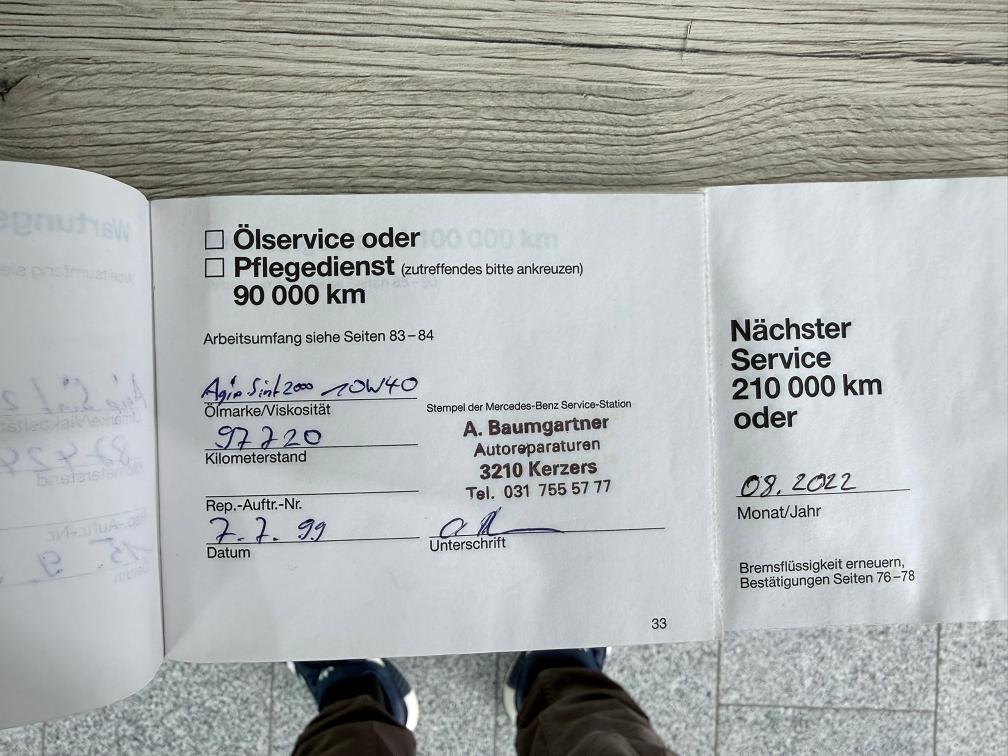 Ölservice oder
Pflegedienst (zutreffendes bitte ankreuzen)
90 000 km
Arbeitsumfang siehe Seiten 83–84
Agip Sint 2000 10W40
Ölmarke/Viskosität
97720
Kilometerstand
Rep.-Auftr.-Nr.
7.7.99
Datum
Stempel der Mercedes-Benz Service-Station
A. Baumgartner
Autoreparaturen
3210 Kerzers
Tel. 031 755 57 77
Unterschrift
33
Nächster
Service
210 000 km
oder
08.2022
Monat/Jahr
Bremsflüssigkeit erneuern,
Bestätigungen Seiten 76–78